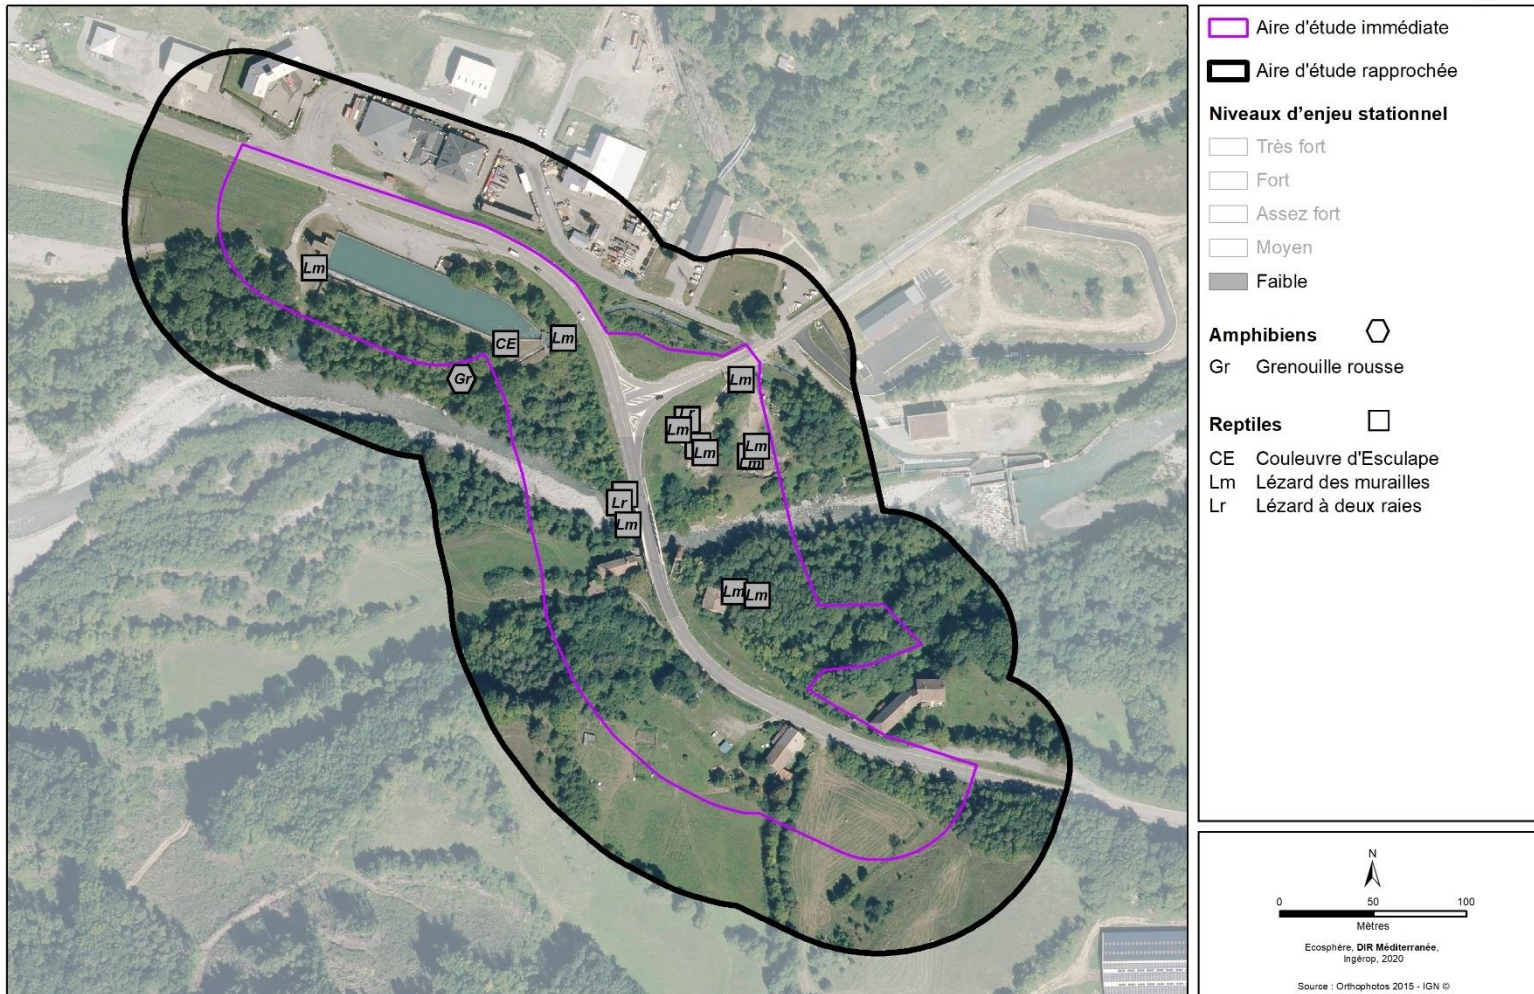 Aire d'étude immédiate
Aire d'étude rapprochée
Niveaux d'enjeu stationnel
Très fort
Fort
Assez fort
Moyen
Faible
Amphibiens
Gr Grenouille rousse
Reptiles
CE Couleuvre d'Esculape
Lm Lézard des murailles
Lr Lézard à deux raies
N
0 50 100
Mètres
Ecosphère, DIR Méditerranée,
Ingérop, 2020
Source : Orthophotos 2015 - IGN ©
Lm
CE
Lm
Gr
Lm
Lr
Lm
Lm
Lm
Lm
Lr
Lm
Lm
Lm